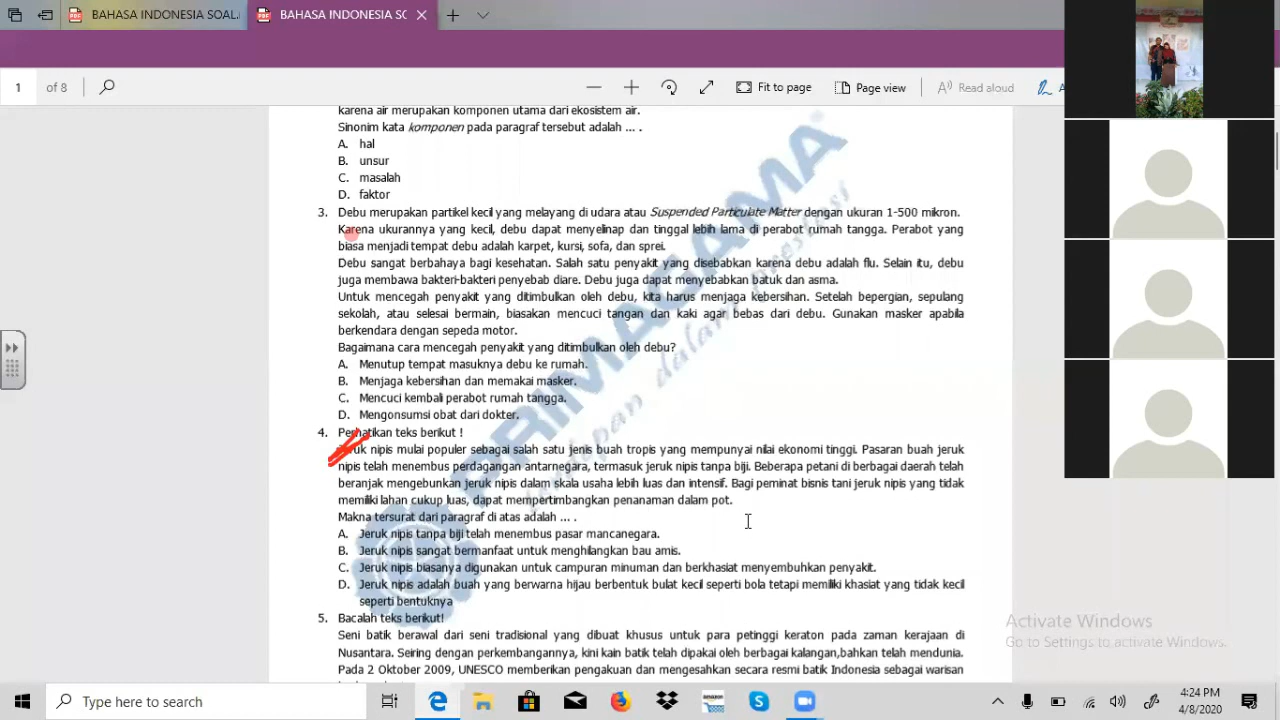 BAHASA INDONESIA SOAL
BAHASA INDONESIA SC
1 of 8
Fit to page
Page view
Read aloud
karena air merupakan komponen utama dari ekosistem air.
Sinonim kata komponen pada paragraf tersebut adalah ... .
A. hal
B. unsur
C. masalah
D. faktor
3. Debu merupakan partikel kecil yang melayang di udara atau Suspended Particulate Matter dengan ukuran 1-500 mikron.
Karena ukurannya yang kecil, debu dapat menyelinap dan tinggal lebih lama di perabot rumah tangga. Perabot yang
biasa menjadi tempat debu adalah karpet, kursi, sofa, dan sprei.
Debu sangat berbahaya bagi kesehatan. Salah satu penyakit yang disebabkan karena debu adalah flu. Selain itu, debu
juga membawa bakteri-bakteri penyebab diare. Debu juga dapat menyebabkan batuk dan asma.
Untuk mencegah penyakit yang ditimbulkan oleh debu, kita harus menjaga kebersihan. Setelah bepergian, sepulang
sekolah, atau selesai bermain, biasakan mencuci tangan dan kaki agar bebas dari debu. Gunakan masker apabila
berkendara dengan sepeda motor.
Bagaimana cara mencegah penyakit yang ditimbulkan oleh debu?
A. Menutup tempat masuknya debu ke rumah.
B. Menjaga kebersihan dan memakai masker.
C. Mencuci kembali perabot rumah tangga.
D. Mengonsumsi obat dari dokter.
4. Perhatikan teks berikut !
Jeruk nipis mulai populer sebagai salah satu jenis buah tropis yang mempunyai nilai ekonomi tinggi. Pasaran buah jeruk
nipis telah menembus perdagangan antarnegara, termasuk jeruk nipis tanpa biji. Beberapa petani di berbagai daerah telah
beranjak mengebunkan jeruk nipis dalam skala usaha lebih luas dan intensif. Bagi peminat bisnis tani jeruk nipis yang tidak
memiliki lahan cukup luas, dapat mempertimbangkan penanaman dalam pot.
Makna tersurat dari paragraf di atas adalah ... .
A. Jeruk nipis tanpa biji telah menembus pasar mancanegara.
B. Jeruk nipis sangat bermanfaat untuk menghilangkan bau amis.
C. Jeruk nipis biasanya digunakan untuk campuran minuman dan berkhasiat menyembuhkan penyakit.
D. Jeruk nipis adalah buah yang berwarna hijau berbentuk bulat kecil seperti bola tetapi memiliki khasiat yang tidak kecil
seperti bentuknya
5. Bacalah teks berikut!
Seni batik berawal dari seni tradisional yang dibuat khusus untuk para petinggi keraton pada zaman kerajaan di
Nusantara. Seiring dengan perkembangannya, kini kain batik telah dipakai oleh berbagai kalangan,bahkan telah mendunia.
Pada 2 Oktober 2009, UNESCO memberikan pengakuan dan mengesahkan secara resmi batik Indonesia sebagai warisan
PRIMAGAMA
terdepan dalam prestasi
Activate Windows
Go to Settings to activate Windows.
Type here to search
4:24 PM
4/8/2020